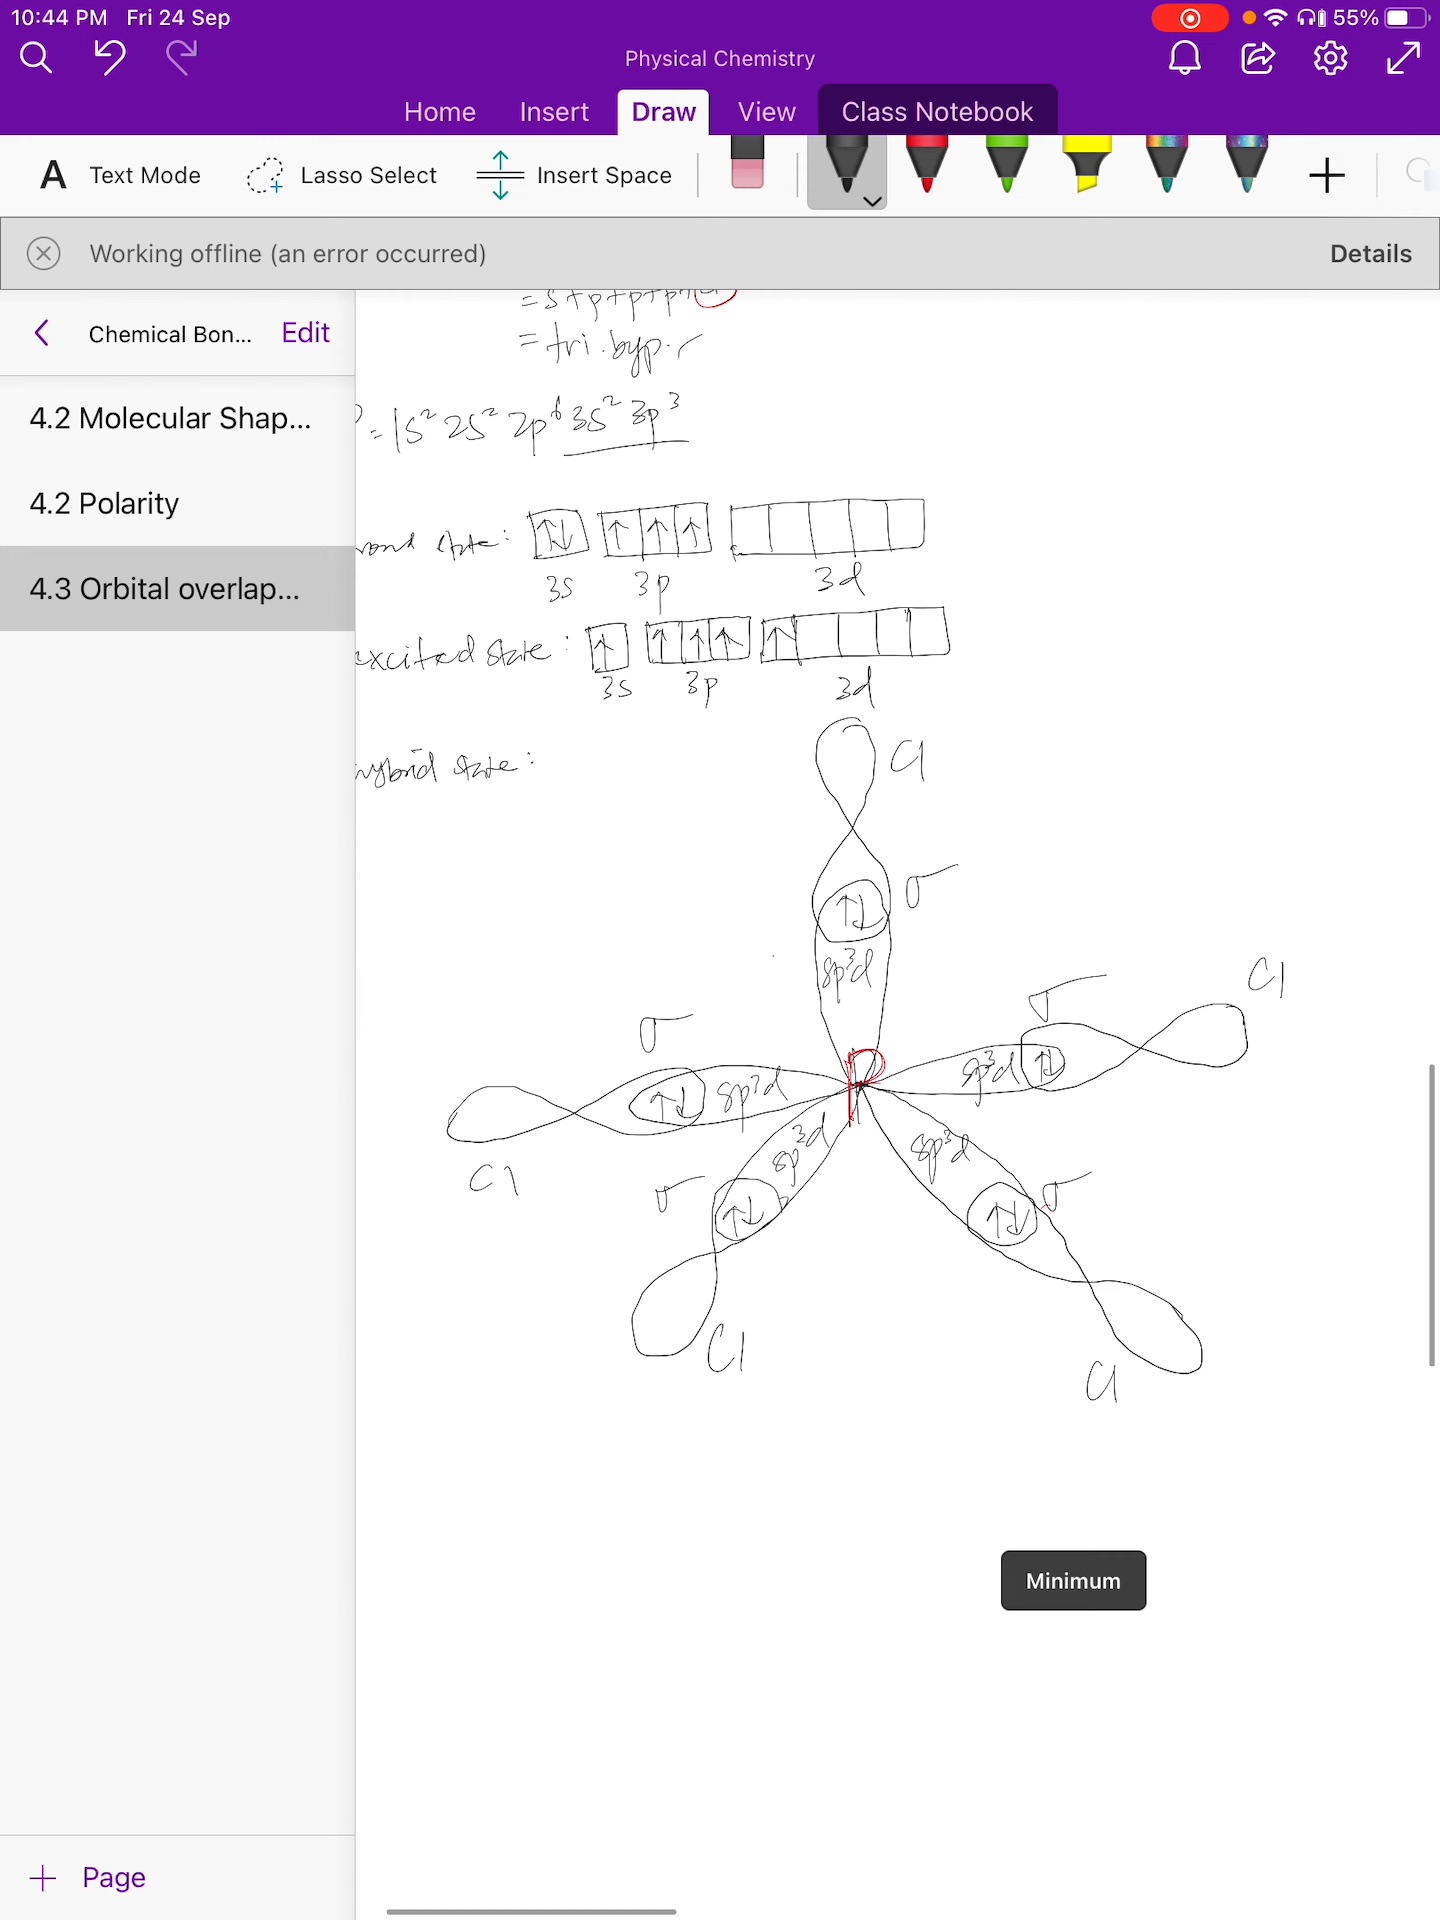 10:44 PM Fri 24 Sep
55%
Physical Chemistry
Home Insert Draw View Class Notebook
A Text Mode Lasso Select Insert Space
Working offline (an error occurred) Details
Chemical Bon... Edit
4.2 Molecular Shap...
4.2 Polarity
4.3 Orbital overlap...
= s+p+p+p+
= tri.byp.
= 1s² 2s² 2p⁶ 3s² 3p³
state: ↑↓ ↑ ↑ ↑
3s 3p 3d
excited state: ↑ ↑ ↑ ↑ ↑
3s 3p 3d
hybrid state:
Cl
σ
↑↓
sp³d
Cl
σ
σ
P
sp³d ↑↓
↑↓ sp³d
Cl
sp³d
sp³d
σ ↑↓
↑↓ σ
Cl
Cl
Minimum
+ Page